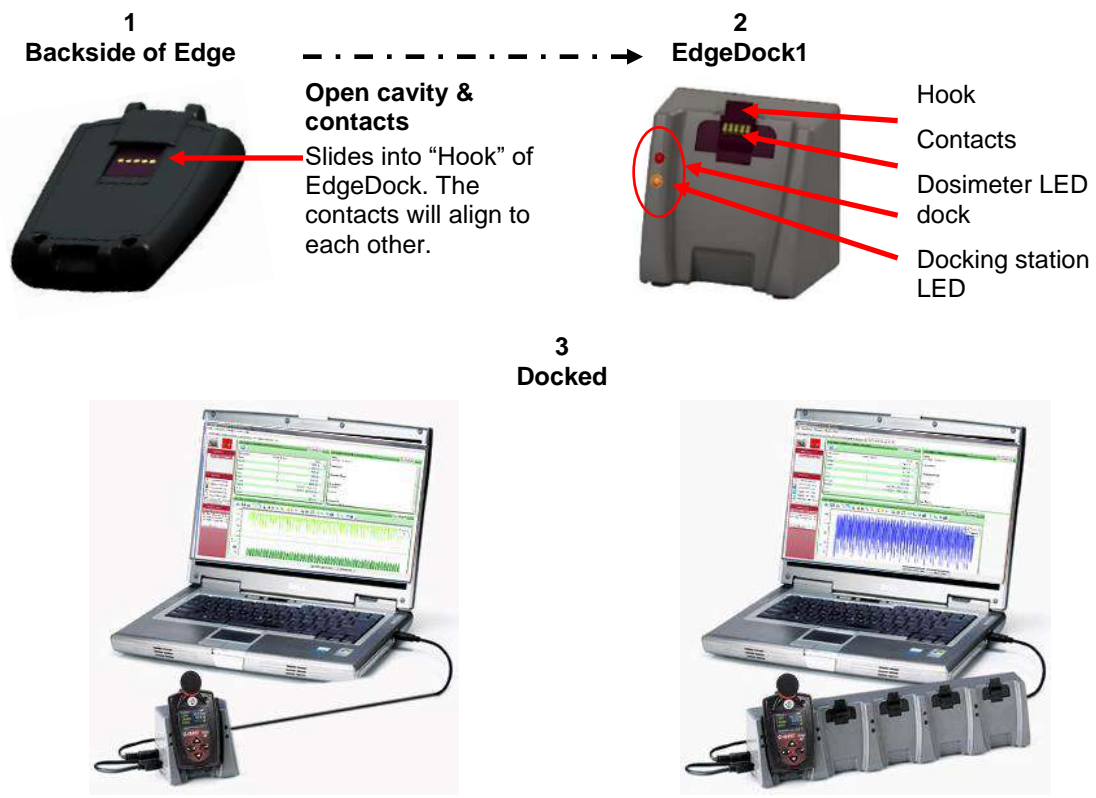 1
Backside of Edge
2
EdgeDock1
Open cavity &
contacts
Slides into “Hook” of
EdgeDock. The
contacts will align to
each other.
Hook
Contacts
Dosimeter LED
dock
Docking station
LED
3
Docked